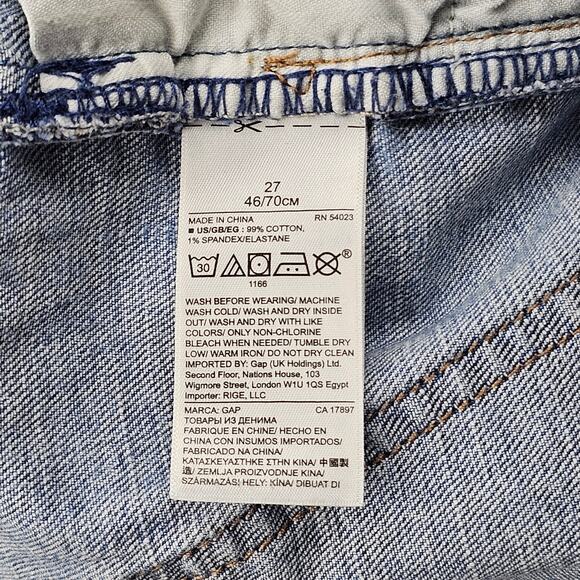 27
46/70CM
MADE IN CHINA RN 54023
■ US/GB/EG : 99% COTTON,
1% SPANDEX/ELASTANE
30
®
1166
WASH BEFORE WEARING/ MACHINE
WASH COLD/ WASH AND DRY INSIDE
OUT/ WASH AND DRY WITH LIKE
COLORS/ ONLY NON-CHLORINE
BLEACH WHEN NEEDED/ TUMBLE DRY
LOW/ WARM IRON/ DO NOT DRY CLEAN
IMPORTED BY: Gap (UK Holdings) Ltd.
Second Floor, Nations House, 103
Wigmore Street, London W1U 1QS Egypt
Importer: RIGE, LLC
MARCA: GAP CA 17897
ТОВАРЫ ИЗ ДЕНИМА
FABRIQUE EN CHINE/ HECHO EN
CHINA CON INSUMOS IMPORTADOS/
FABRICADO NA CHINA/
ΚΑΤΑΣΚΕΥΑΣΤΗΚΕ ΣΤΗΝ ΚΙΝΑ/ 中國製
造/ ZEMLJA PROIZVODNJE KINA/
SZÁRMAZÁSI HELY: KÍNA/ DIBUAT DI